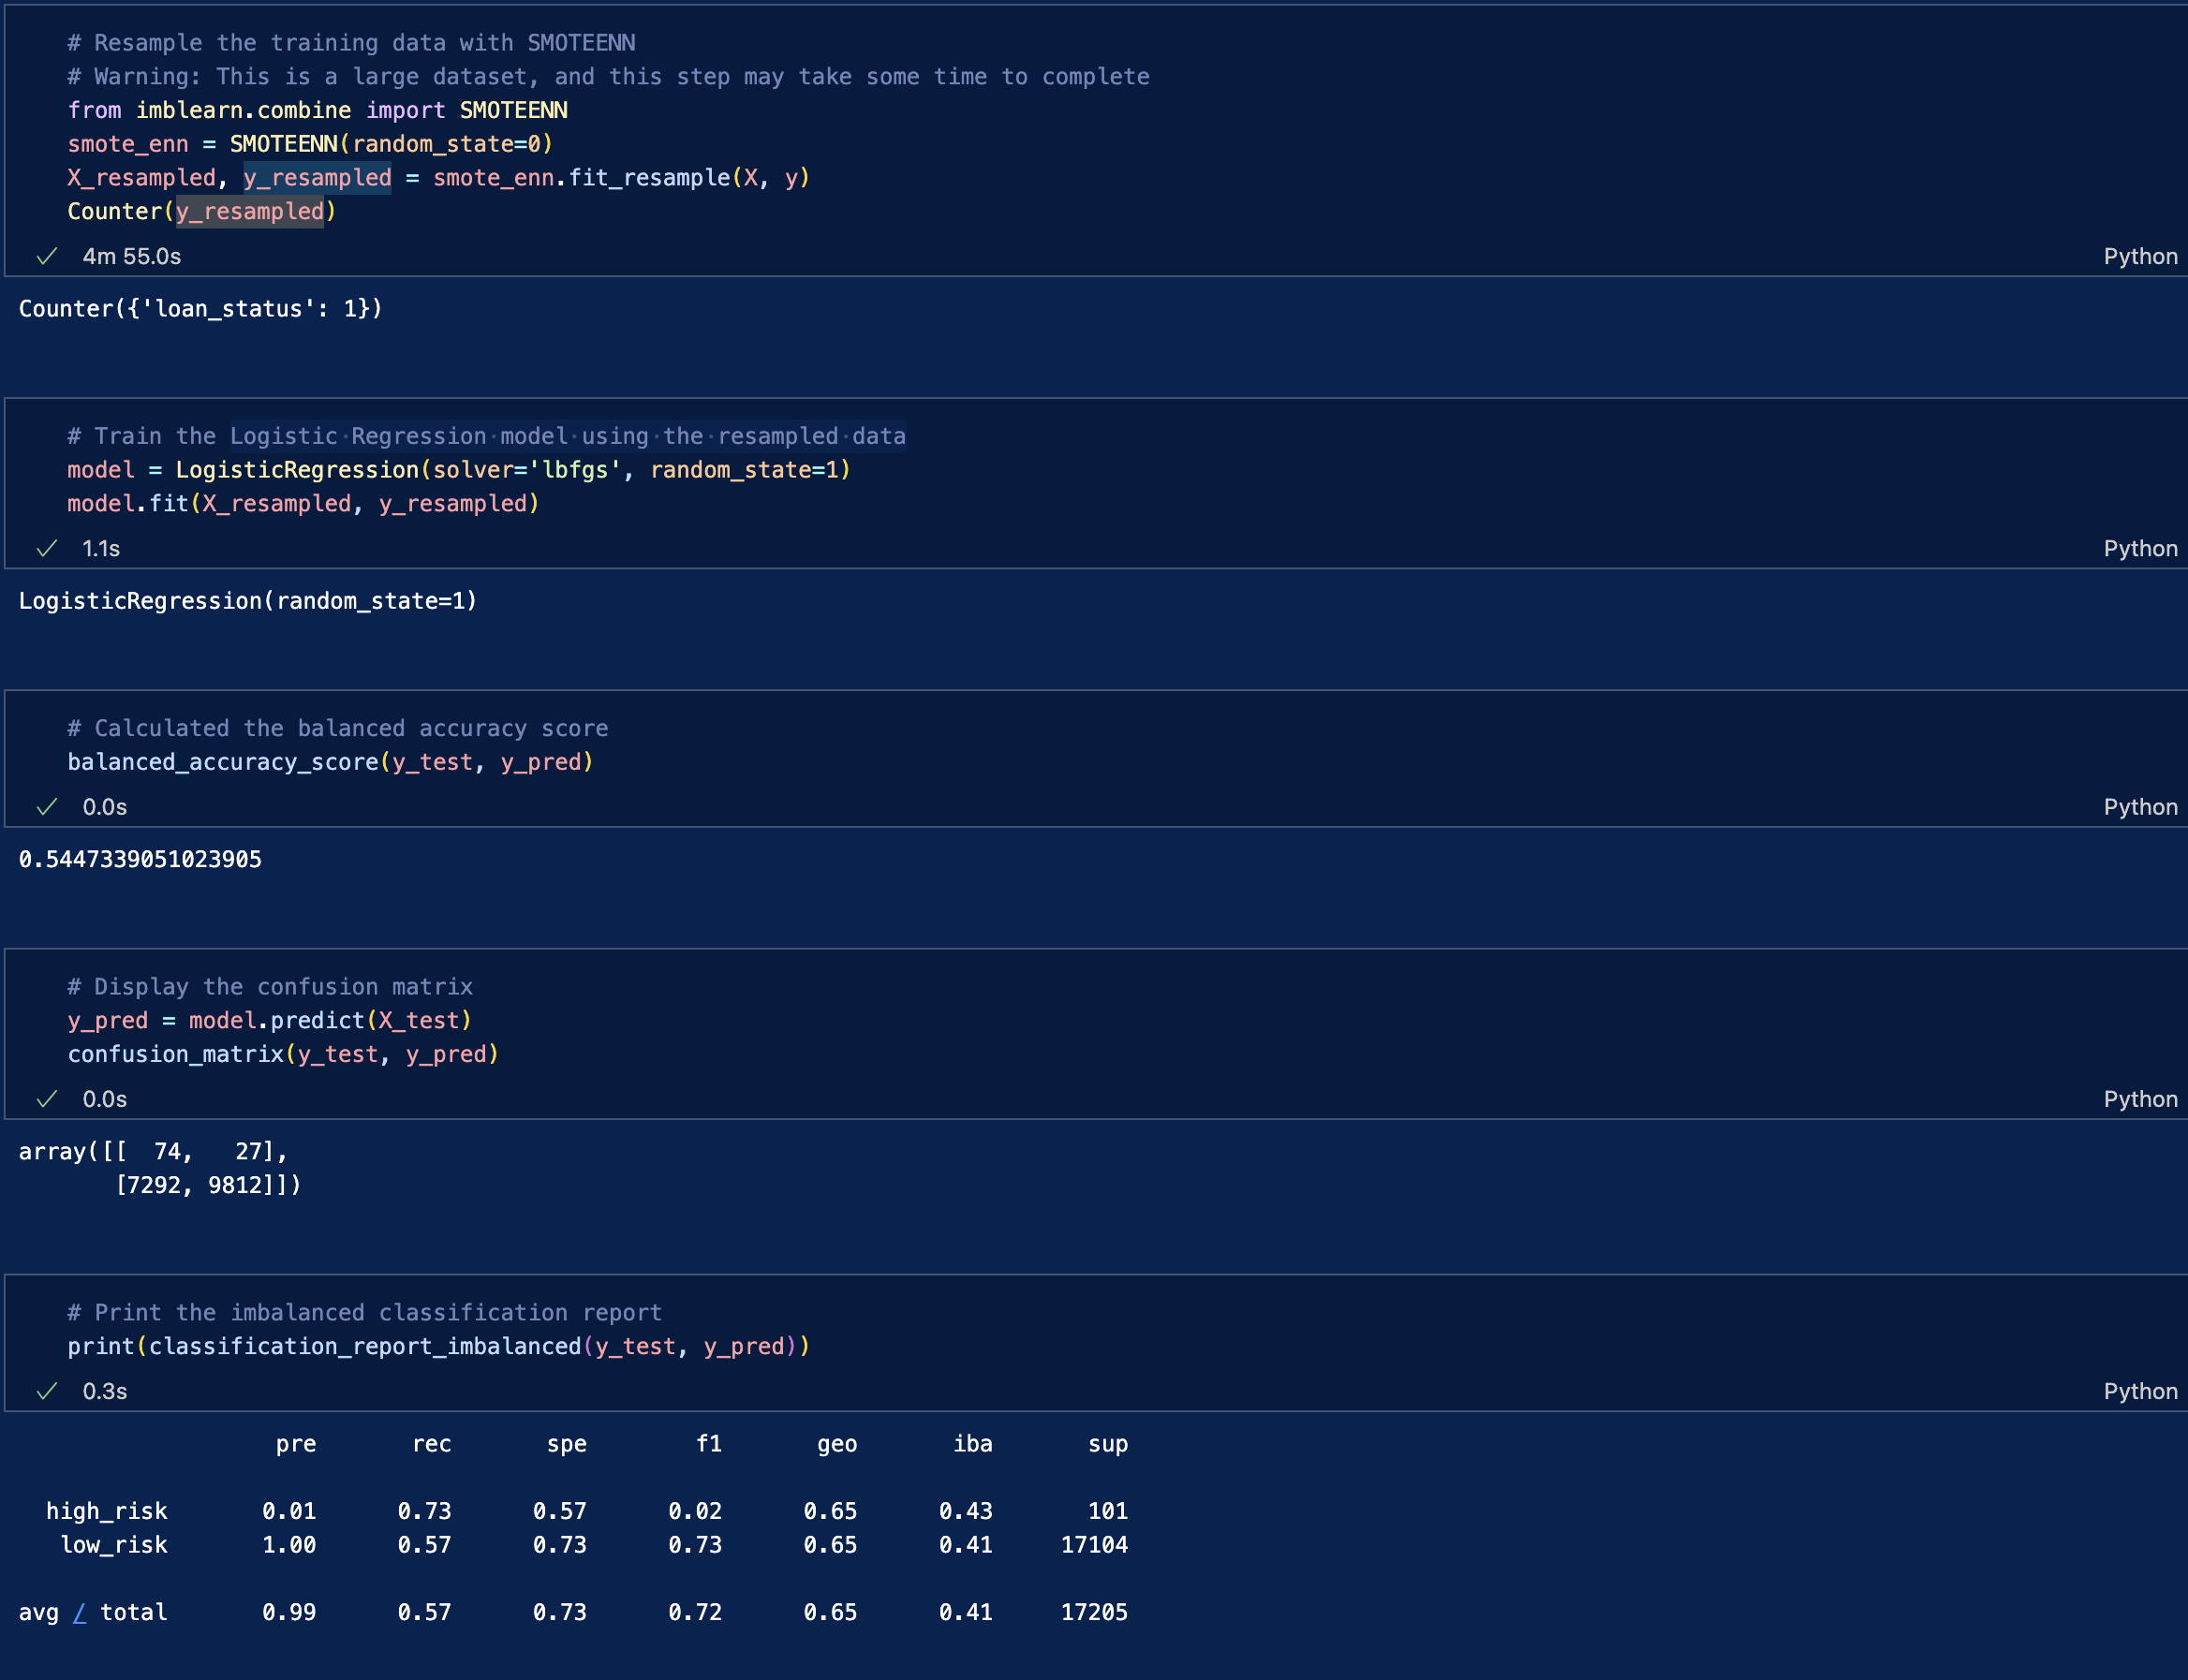 # Resample the training data with SMOTEENN
# Warning: This is a large dataset, and this step may take some time to complete
from imblearn.combine import SMOTEENN
smote_enn = SMOTEENN(random_state=0)
X_resampled, y_resampled = smote_enn.fit_resample(X, y)
Counter(y_resampled)
✓ 4m 55.0s Python
Counter({'loan_status': 1})
# Train the Logistic·Regression·model·using·the·resampled·data
model = LogisticRegression(solver='lbfgs', random_state=1)
model.fit(X_resampled, y_resampled)
✓ 1.1s Python
LogisticRegression(random_state=1)
# Calculated the balanced accuracy score
balanced_accuracy_score(y_test, y_pred)
✓ 0.0s Python
0.5447339051023905
# Display the confusion matrix
y_pred = model.predict(X_test)
confusion_matrix(y_test, y_pred)
✓ 0.0s Python
array([[  74,   27],
       [7292, 9812]])
# Print the imbalanced classification report
print(classification_report_imbalanced(y_test, y_pred))
✓ 0.3s Python
pre rec spe f1 geo iba sup
high_risk 0.01 0.73 0.57 0.02 0.65 0.43 101
low_risk 1.00 0.57 0.73 0.73 0.65 0.41 17104
avg / total 0.99 0.57 0.73 0.72 0.65 0.41 17205